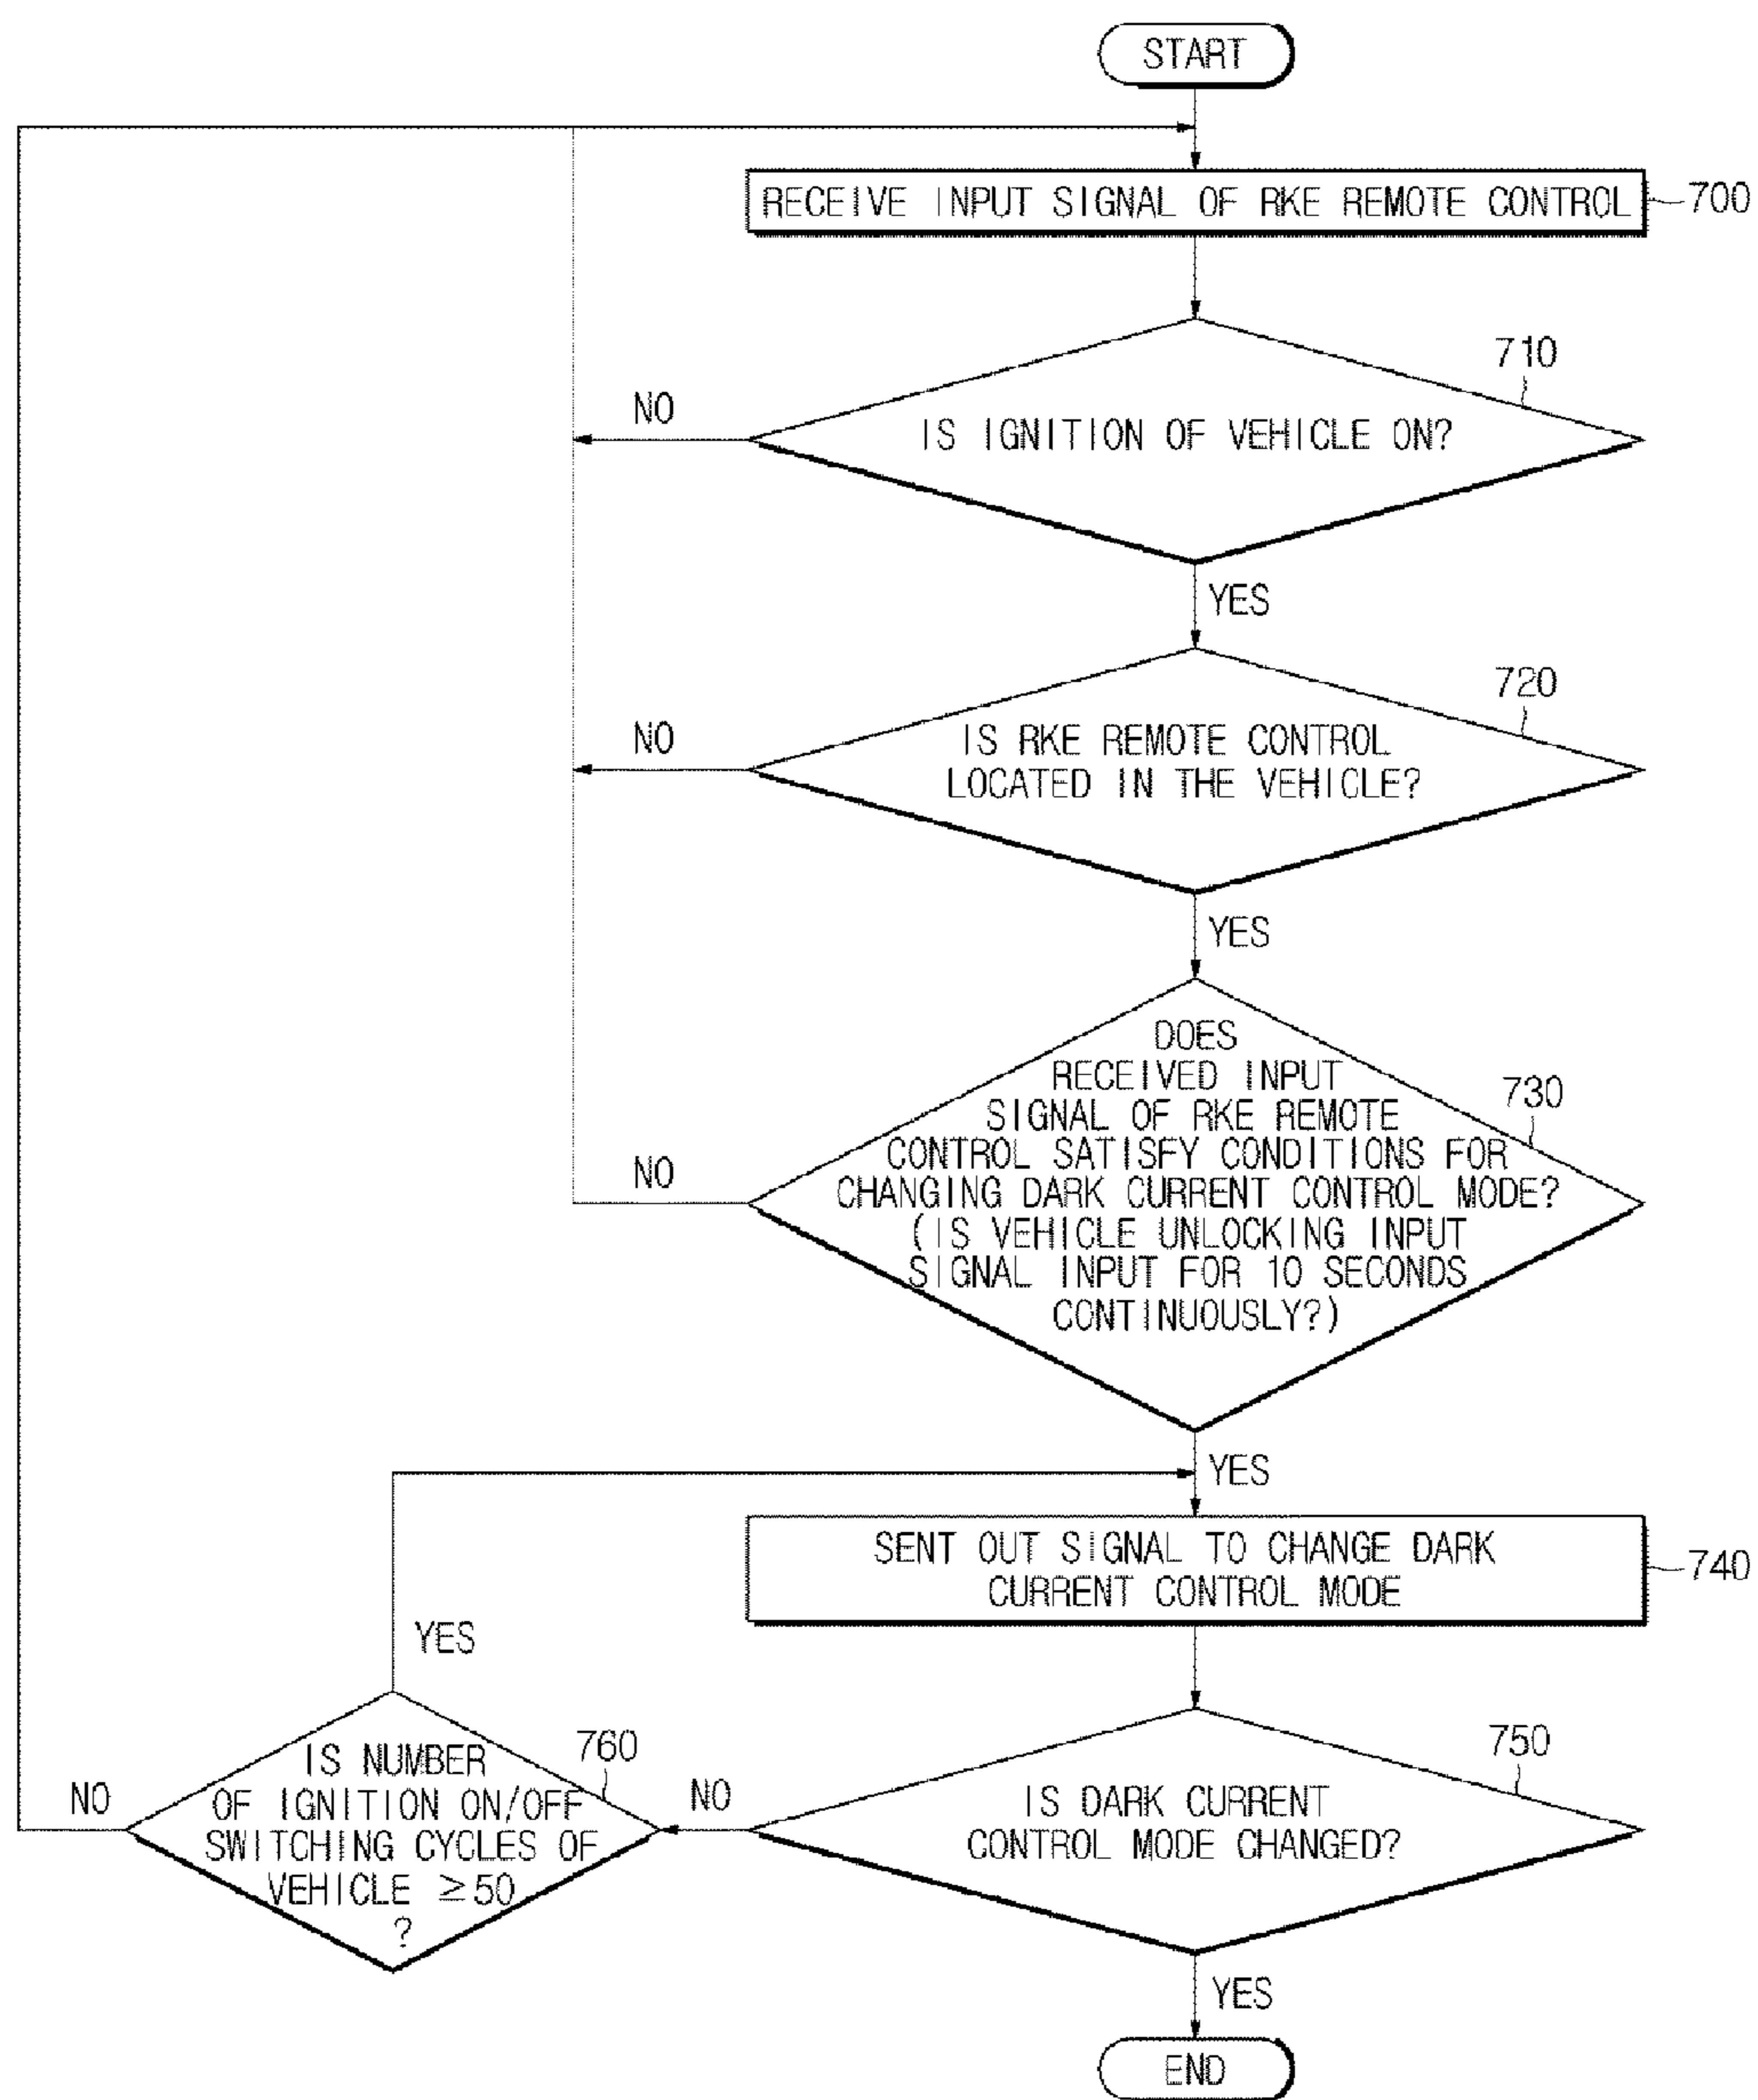 START
RECEIVE INPUT SIGNAL OF RKE REMOTE CONTROL
700
710
NO
IS IGNITION OF VEHICLE ON?
YES
720
NO
IS RKE REMOTE CONTROL
LOCATED IN THE VEHICLE?
YES
730
NO
DOES
RECEIVED INPUT
SIGNAL OF RKE REMOTE
CONTROL SATISFY CONDITIONS FOR
CHANGING DARK CURRENT CONTROL MODE?
(IS VEHICLE UNLOCKING INPUT
SIGNAL INPUT FOR 10 SECONDS
CONTINUOUSLY?)
YES
SENT OUT SIGNAL TO CHANGE DARK
CURRENT CONTROL MODE
740
YES
750
IS DARK CURRENT
CONTROL MODE CHANGED?
NO
760
IS NUMBER
OF IGNITION ON/OFF
SWITCHING CYCLES OF
VEHICLE ≥50
?
NO
YES
END